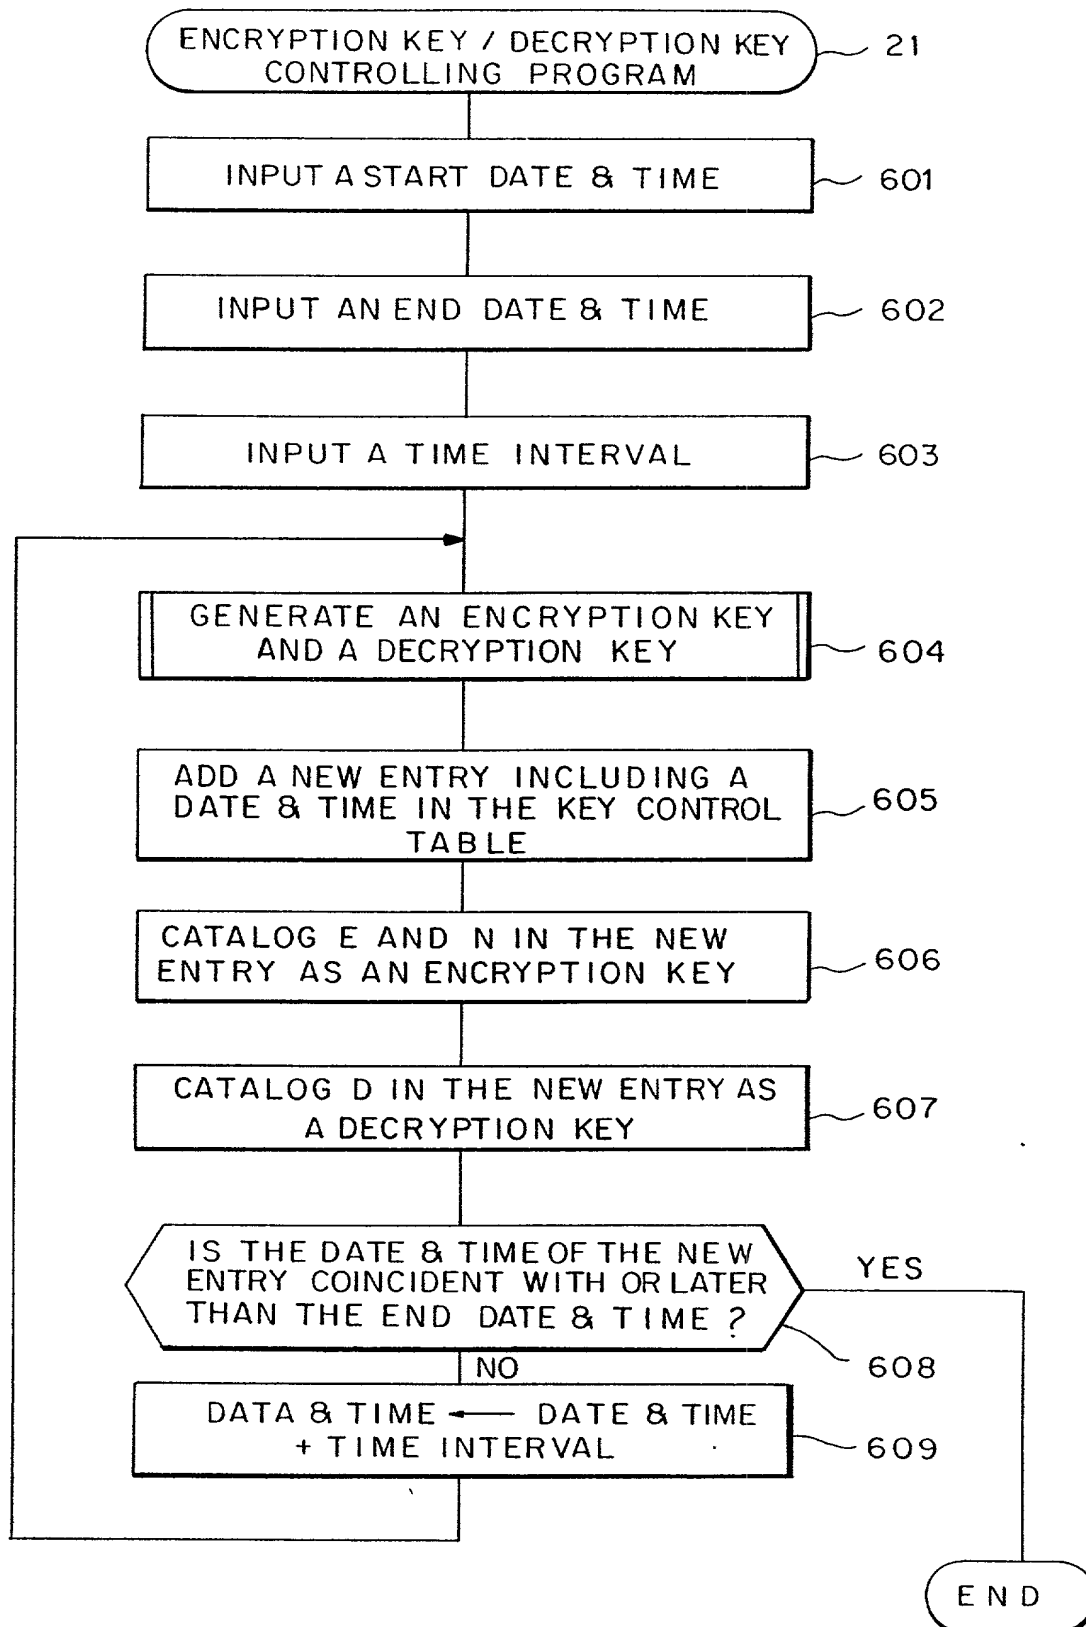 ENCRYPTION KEY / DECRYPTION KEY
CONTROLLING PROGRAM
21
INPUT A START DATE & TIME
601
INPUT AN END DATE & TIME
602
INPUT A TIME INTERVAL
603
GENERATE AN ENCRYPTION KEY
AND A DECRYPTION KEY
604
ADD A NEW ENTRY INCLUDING A
DATE & TIME IN THE KEY CONTROL
TABLE
605
CATALOG E AND N IN THE NEW
ENTRY AS AN ENCRYPTION KEY
606
CATALOG D IN THE NEW ENTRY AS
A DECRYPTION KEY
607
IS THE DATE & TIME OF THE NEW
ENTRY COINCIDENT WITH OR LATER
THAN THE END DATE & TIME ?
YES
608
NO
DATA & TIME ← DATE & TIME
+ TIME INTERVAL
609
END